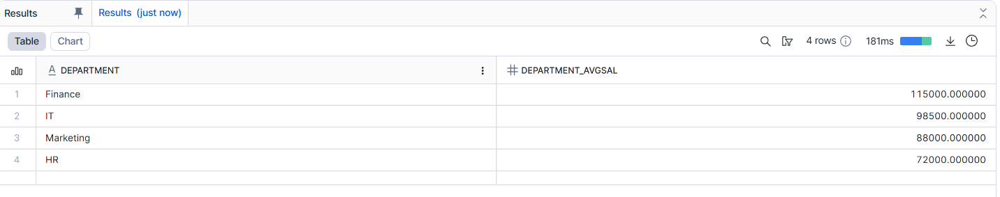 Results Results (just now)
Table Chart 4 rows 181ms
DEPARTMENT DEPARTMENT_AVGSAL
1 Finance 115000.000000
2 IT 98500.000000
3 Marketing 88000.000000
4 HR 72000.000000